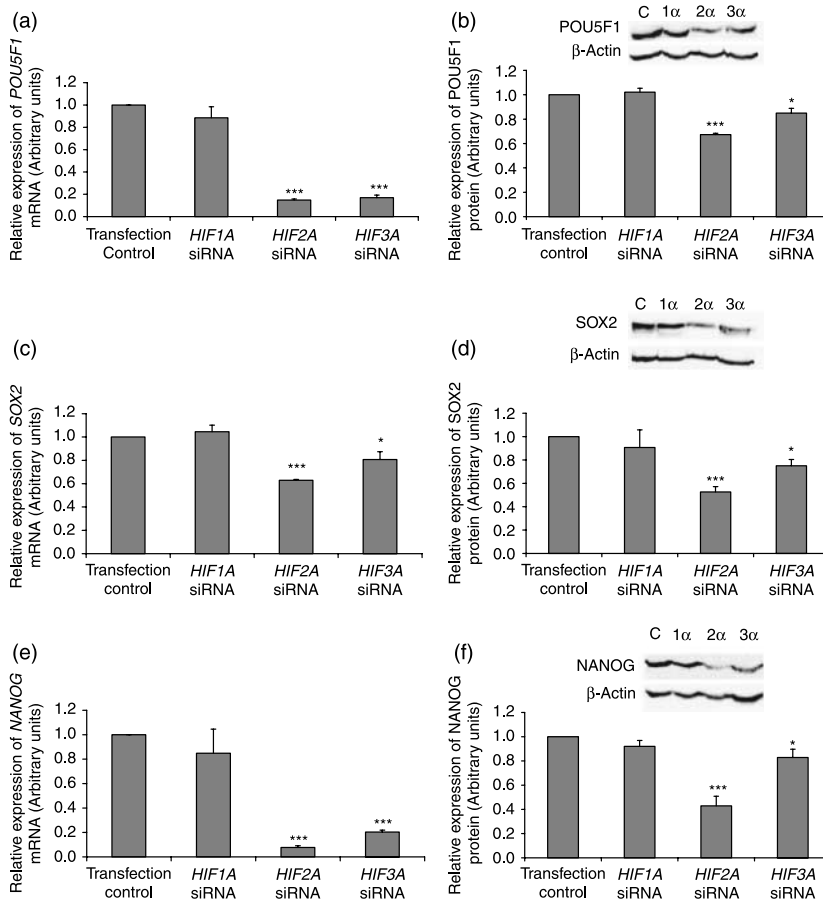 (a)
Relative expression of POU5F1
mRNA (Arbitrary units)
1.2
1.0
0.8
0.6
0.4
0.2
0.0
***
***
Transfection
Control
HIF1A
siRNA
HIF2A
siRNA
HIF3A
siRNA
(b)
C 1α 2α 3α
POU5F1
β-Actin
Relative expression of POU5F1
protein (Arbitrary units)
1.2
1.0
0.8
0.6
0.4
0.2
0.0
***
*
Transfection
control
HIF1A
siRNA
HIF2A
siRNA
HIF3A
siRNA
(c)
Relative expression of SOX2
mRNA (Arbitrary units)
1.2
1.0
0.8
0.6
0.4
0.2
0.0
***
*
Transfection
control
HIF1A
siRNA
HIF2A
siRNA
HIF3A
siRNA
(d)
C 1α 2α 3α
SOX2
β-Actin
Relative expression of SOX2
protein (Arbitrary units)
1.2
1.0
0.8
0.6
0.4
0.2
0.0
***
*
Transfection
control
HIF1A
siRNA
HIF2A
siRNA
HIF3A
siRNA
(e)
Relative expression of NANOG
mRNA (Arbitrary units)
1.2
1.0
0.8
0.6
0.4
0.2
0.0
***
***
Transfection
control
HIF1A
siRNA
HIF2A
siRNA
HIF3A
siRNA
(f)
C 1α 2α 3α
NANOG
β-Actin
Relative expression of NANOG
protein (Arbitrary units)
1.2
1.0
0.8
0.6
0.4
0.2
0.0
***
*
Transfection
control
HIF1A
siRNA
HIF2A
siRNA
HIF3A
siRNA